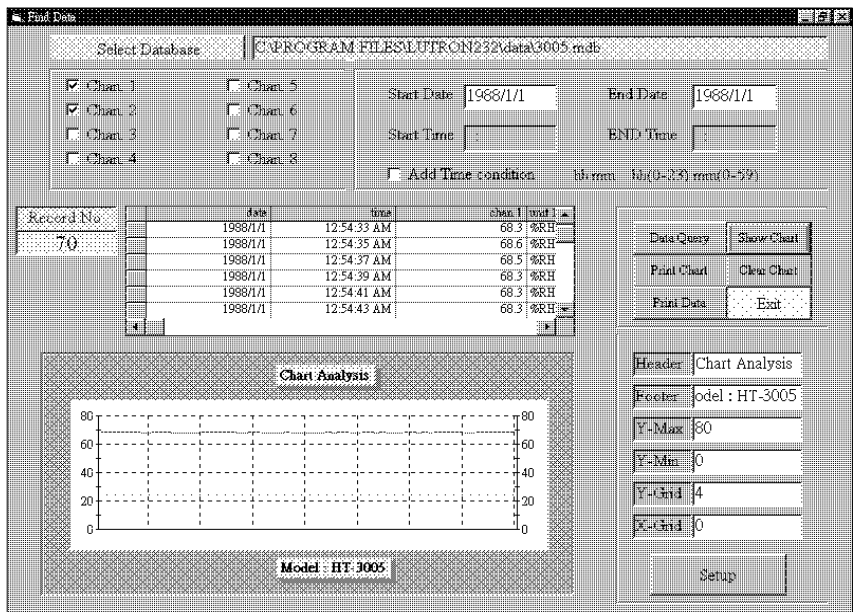 Find Data
Select Database C:\PROGRAM FILES\LUTRON232\data\3005.mdb
Chan. 1 Chan. 5
Chan. 2 Chan. 6
Chan. 3 Chan. 7
Chan. 4 Chan. 8
Start Date 1988/1/1 End Date 1988/1/1
Start Time : END Time :
Add Time condition hh:mm hh(0-23) mm(0-59)
Record No
70
date time chan.1 unit 1
1988/1/1 12:54:33 AM 68.3 %RH
1988/1/1 12:54:35 AM 68.6 %RH
1988/1/1 12:54:37 AM 68.5 %RH
1988/1/1 12:54:39 AM 68.3 %RH
1988/1/1 12:54:41 AM 68.3 %RH
1988/1/1 12:54:43 AM 68.3 %RH
Data Query Show Chart
Print Chart Clear Chart
Print Data Exit
Chart Analysis
80 80
60 60
40 40
20 20
0 0
Model : HT-3005
Header Chart Analysis
Footer odel : HT-3005
Y-Max 80
Y-Min 0
Y-Grid 4
X-Grid 0
Setup